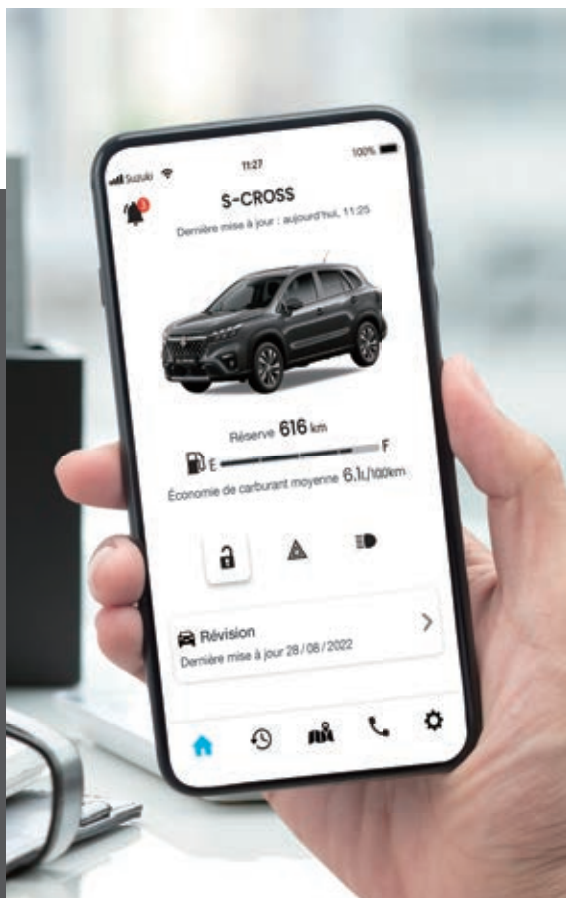 Suzuki
11:27
100%
3
S-CROSS
Dernière mise à jour : aujourd'hui, 11:25
Réserve 616 km
E F
Économie de carburant moyenne 6.1L/100km
Révision
Dernière mise à jour 28/08/2022